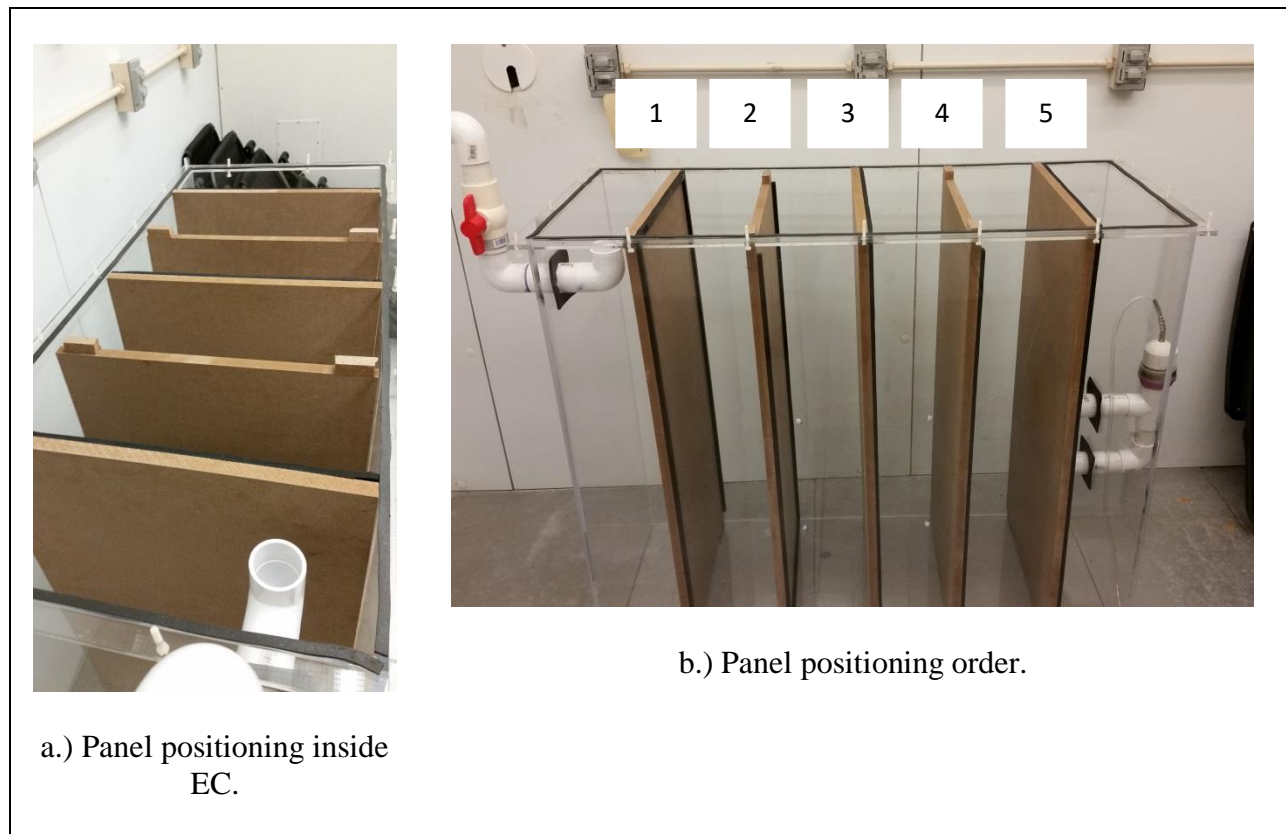 1 2 3 4 5
b.) Panel positioning order.
a.) Panel positioning inside
EC.